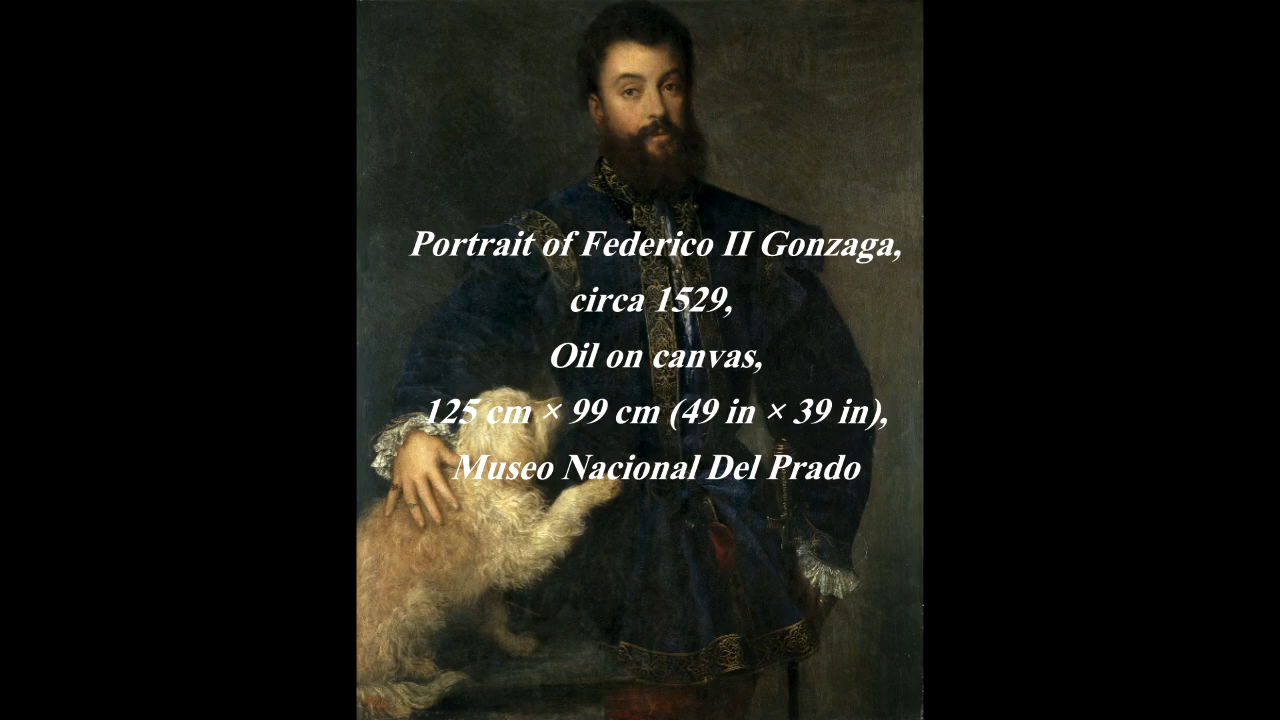 Portrait of Federico II Gonzaga,
circa 1529,
Oil on canvas,
125 cm × 99 cm (49 in × 39 in),
Museo Nacional Del Prado